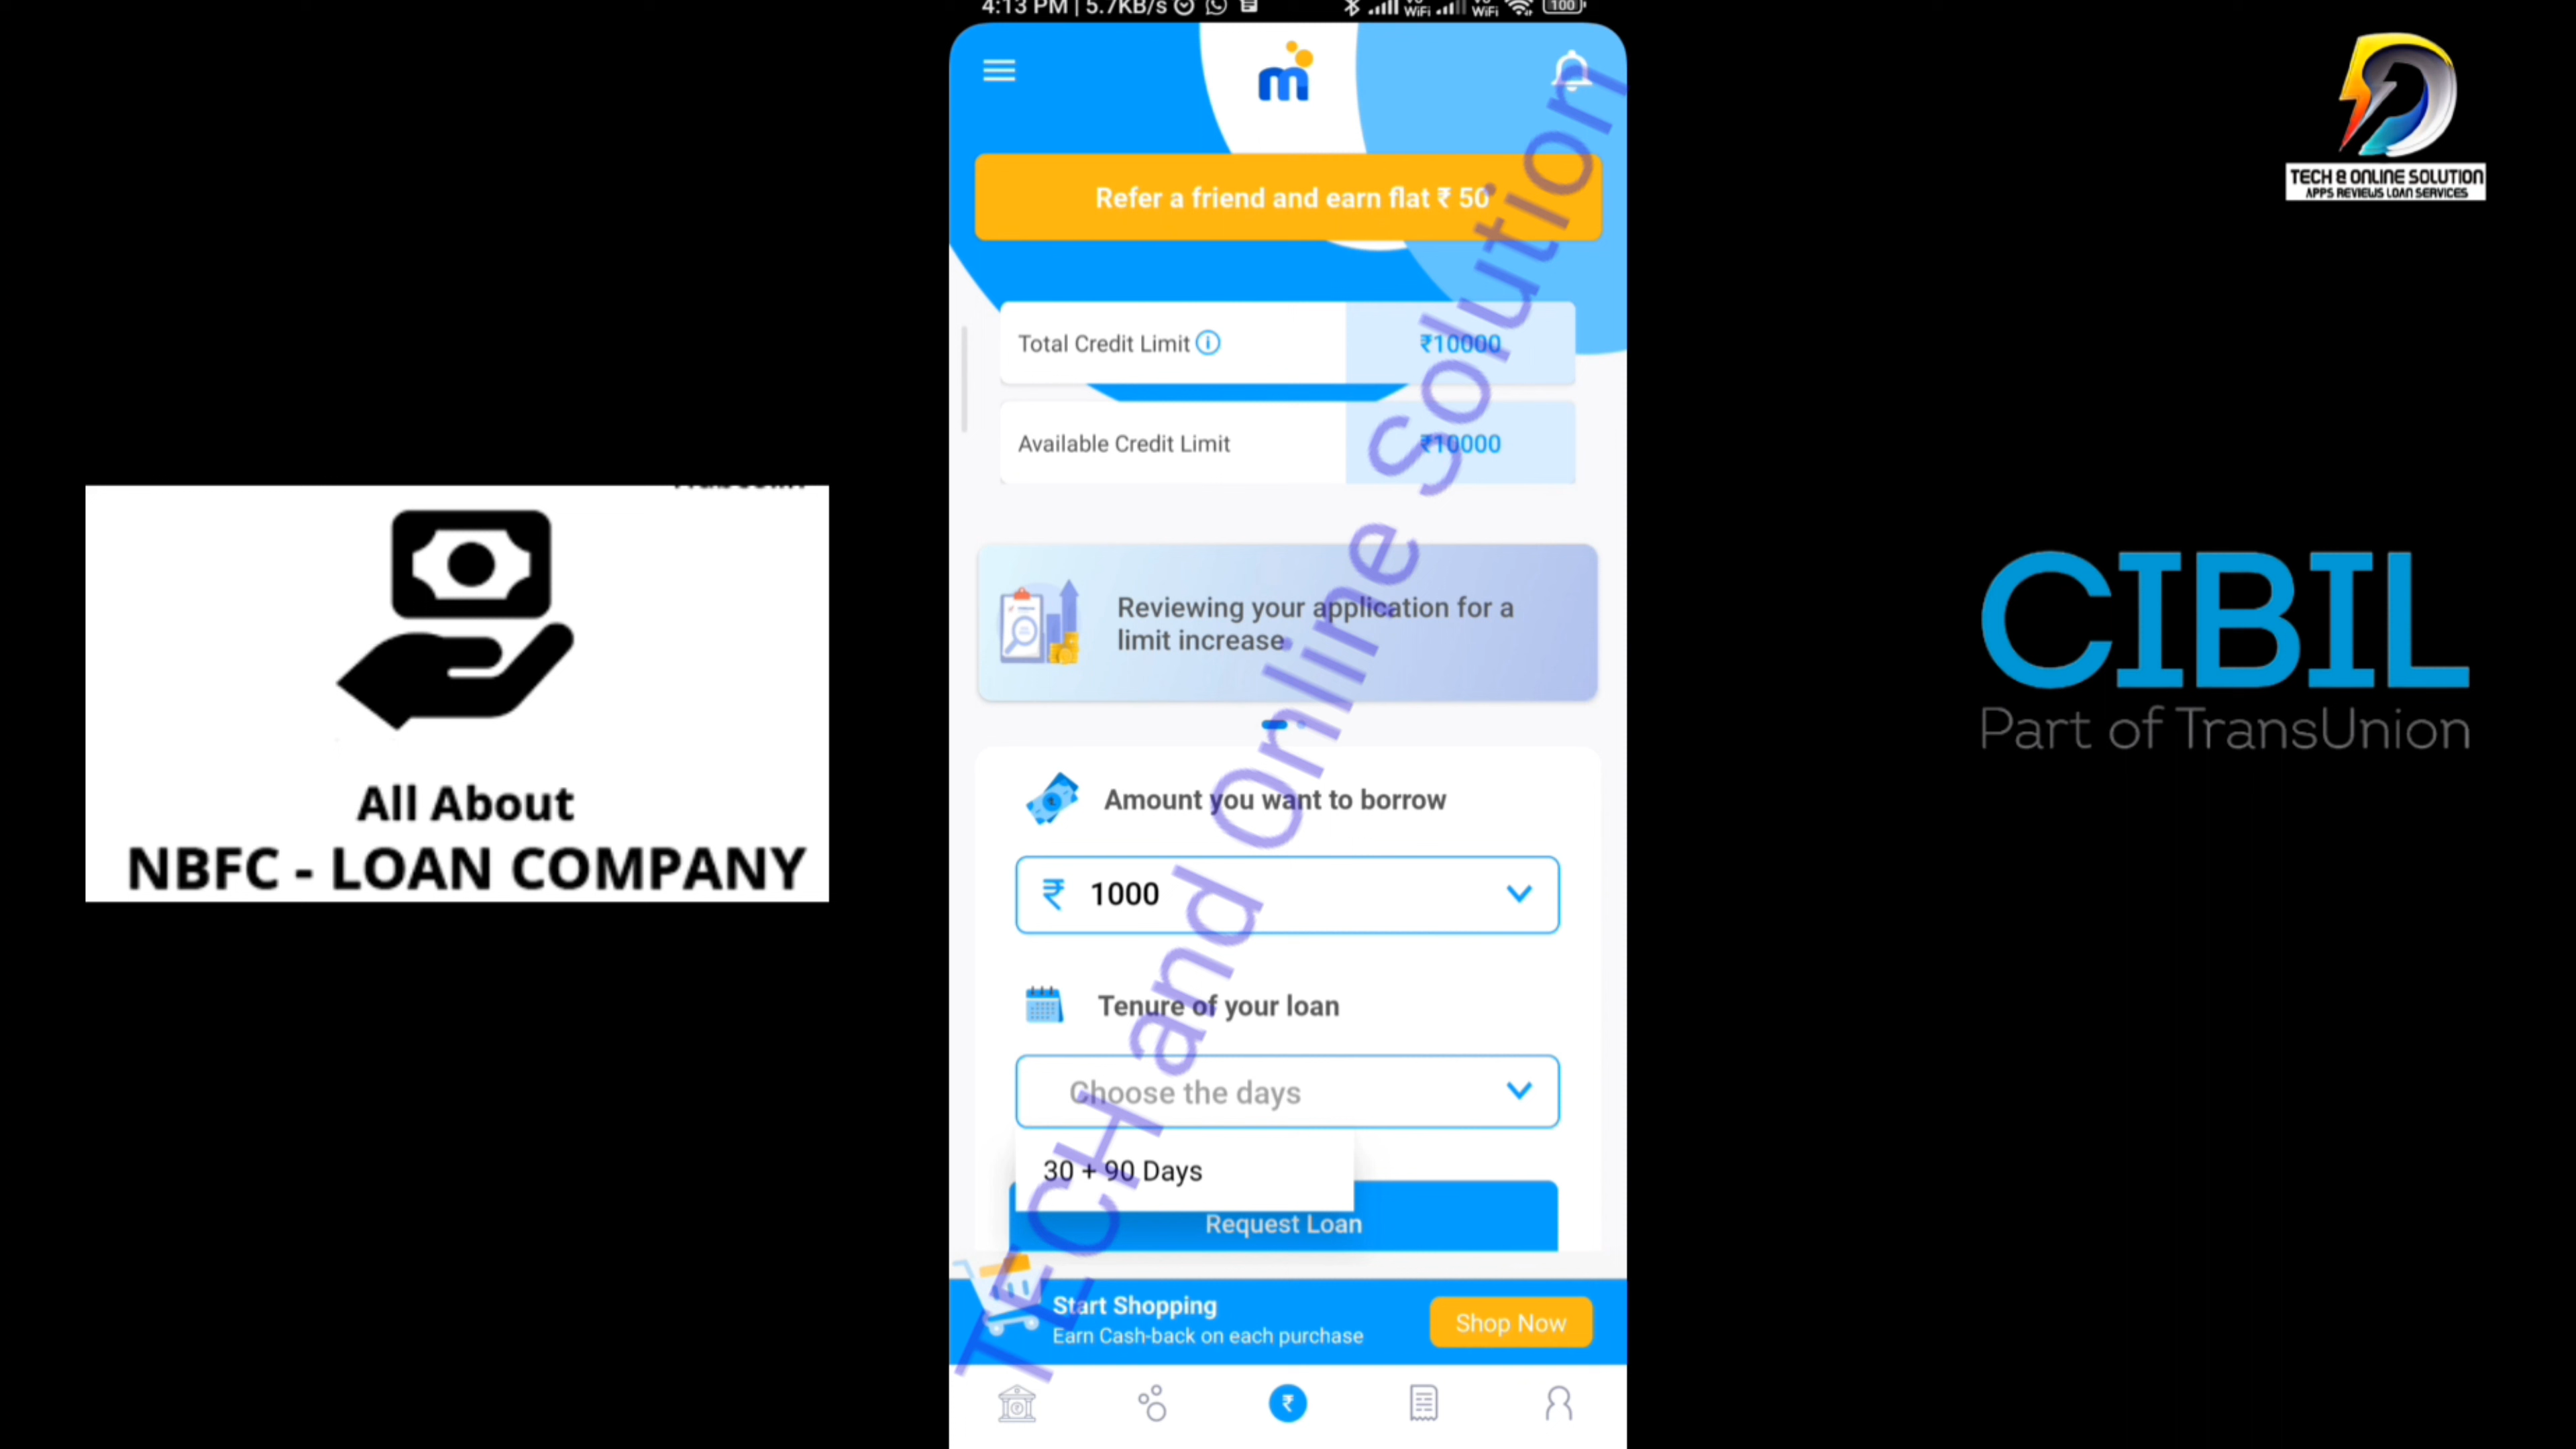 4:13 PM | 5.7KB/s
WiFi
WiFi
100
m
Refer a friend and earn flat ₹ 50
Total Credit Limit
₹10000
Available Credit Limit
₹10000
Reviewing your application for a
limit increase
Amount you want to borrow
₹ 1000
Tenure of your loan
Choose the days
30 + 90 Days
Request Loan
Start Shopping
Earn Cash-back on each purchase
Shop Now
TECH and Online Solution
All About
NBFC - LOAN COMPANY
TECH & ONLINE SOLUTION
APPS REVIEWS LOAN SERVICES
CIBIL
Part of TransUnion